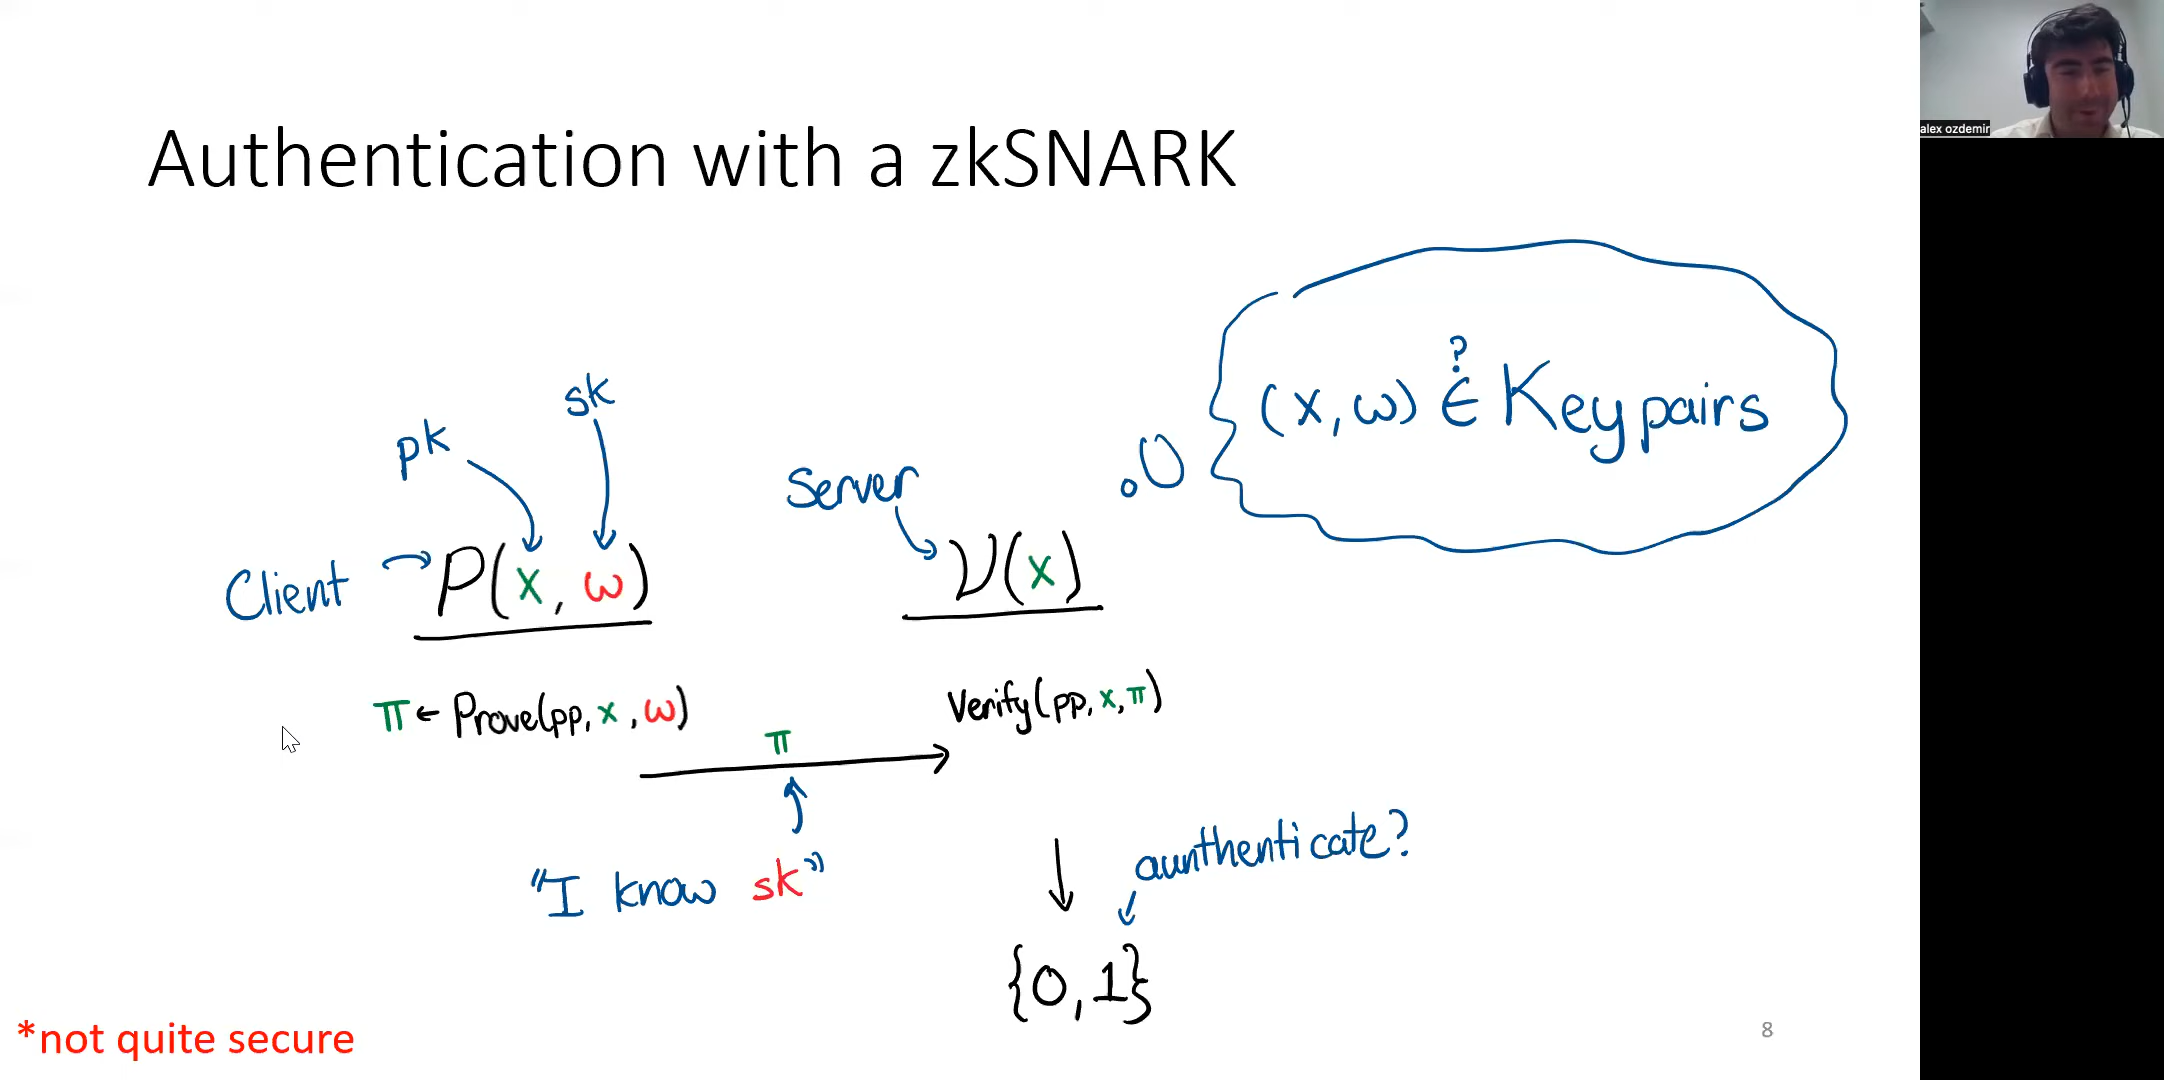 alex ozdemir
Authentication with a zkSNARK
(x, w) ?∈ Keypairs
sk
pk
Server
Client
P(x, w)
V(x)
π ← Prove(pp, x, w)
Verify(pp, x, π)
π
"I know sk"
aunthenticate?
{0, 1}
*not quite secure
8